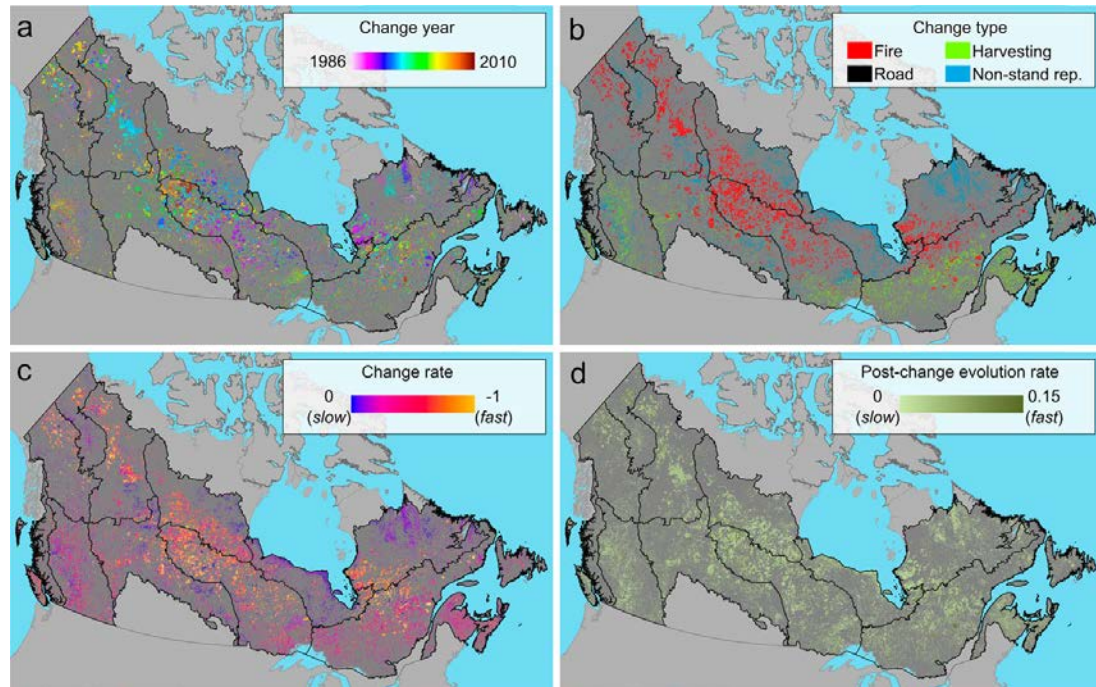 a
Change year
1986
2010
b
Change type
Fire
Harvesting
Road
Non-stand rep.
c
Change rate
0
-1
(slow)
(fast)
d
Post-change evolution rate
0
0.15
(slow)
(fast)